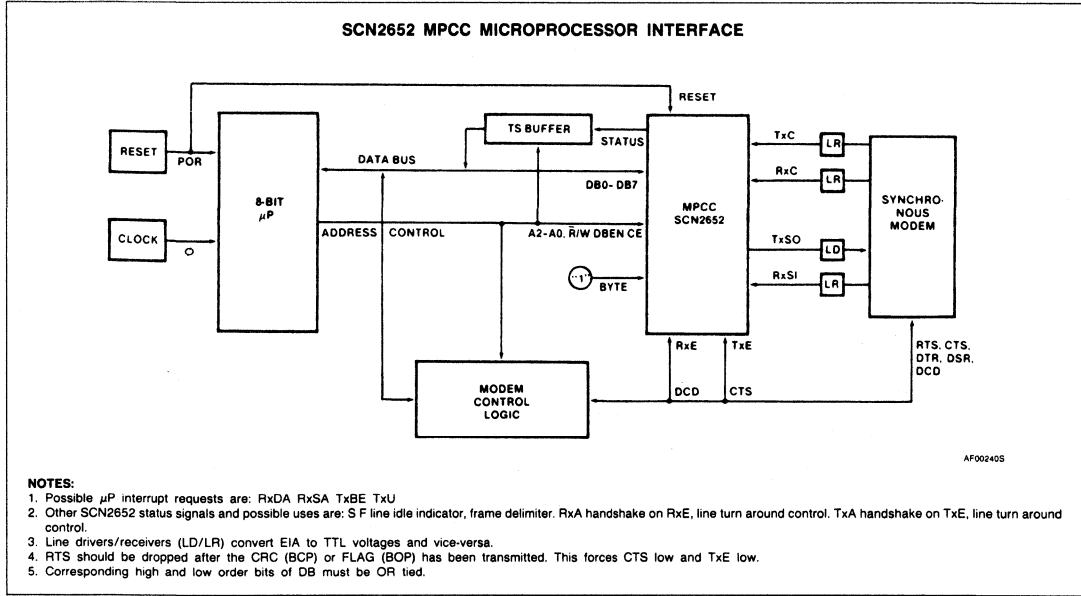 SCN2652 MPCC MICROPROCESSOR INTERFACE
RESET
TS BUFFER
STATUS
TxC
LR
RESET
POR
DATA BUS
RxC
LR
DB0- DB7
8-BIT
μP
MPCC
SCN2652
SYNCHRO-
NOUS
MODEM
CLOCK
O
ADDRESS CONTROL
A2-A0, R̅/W DBEN CE
TxSO
LD
"1"
BYTE
RxSI
LR
RxE
TxE
RTS, CTS,
DTR, DSR,
DCD
MODEM
CONTROL
LOGIC
DCD
CTS
AF00240S
NOTES:
1. Possible μP interrupt requests are: RxDA RxSA TxBE TxU
2. Other SCN2652 status signals and possible uses are: S F line idle indicator, frame delimiter. RxA handshake on RxE, line turn around control. TxA handshake on TxE, line turn around
control.
3. Line drivers/receivers (LD/LR) convert EIA to TTL voltages and vice-versa.
4. RTS should be dropped after the CRC (BCP) or FLAG (BOP) has been transmitted. This forces CTS low and TxE low.
5. Corresponding high and low order bits of DB must be OR tied.